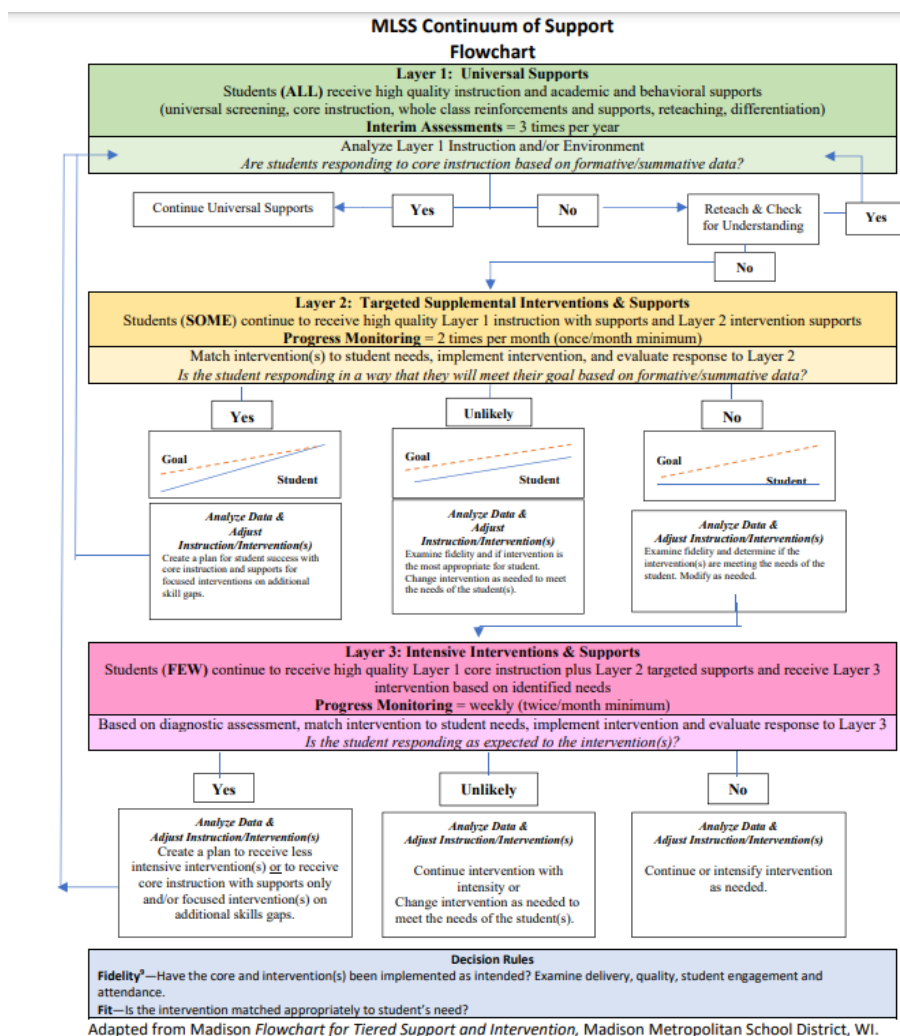 MLSS Continuum of Support
Flowchart
Layer 1:  Universal Supports
Students (ALL) receive high quality instruction and academic and behavioral supports
(universal screening, core instruction, whole class reinforcements and supports, reteaching, differentiation)
Interim Assessments = 3 times per year
Analyze Layer 1 Instruction and/or Environment
Are students responding to core instruction based on formative/summative data?
Continue Universal Supports
Yes
No
Reteach & Check
for Understanding
Yes
No
Layer 2:  Targeted Supplemental Interventions & Supports
Students (SOME) continue to receive high quality Layer 1 instruction with supports and Layer 2 intervention supports
Progress Monitoring = 2 times per month (once/month minimum)
Match intervention(s) to student needs, implement intervention, and evaluate response to Layer 2
Is the student responding in a way that they will meet their goal based on formative/summative data?
Yes
Goal
Student
Analyze Data &
Adjust
Instruction/Intervention(s)
Create a plan for student success with
core instruction and supports for
focused interventions on additional
skill gaps.
Unlikely
Goal
Student
Analyze Data &
Adjust
Instruction/Intervention(s)
Examine fidelity and if intervention is
the most appropriate for student.
Change intervention as needed to meet
the needs of the student(s).
No
Goal
Student
Analyze Data &
Adjust Instruction/Intervention(s)
Examine fidelity and determine if the
intervention(s) are meeting the needs of the
student. Modify as needed.
Layer 3: Intensive Interventions & Supports
Students (FEW) continue to receive high quality Layer 1 core instruction plus Layer 2 targeted supports and receive Layer 3
intervention based on identified needs
Progress Monitoring = weekly (twice/month minimum)
Based on diagnostic assessment, match intervention to student needs, implement intervention and evaluate response to Layer 3
Is the student responding as expected to the intervention(s)?
Yes
Analyze Data &
Adjust Instruction/Intervention(s)
Create a plan to receive less
intensive intervention(s) or to receive
core instruction with supports only
and/or focused intervention(s) on
additional skills gaps.
Unlikely
Analyze Data &
Adjust Instruction/Intervention(s)
Continue intervention with
intensity or
Change intervention as needed to
meet the needs of the student(s).
No
Analyze Data &
Adjust Instruction/Intervention(s)
Continue or intensify intervention
as needed.
Decision Rules
Fidelity⁹—Have the core and intervention(s) been implemented as intended? Examine delivery, quality, student engagement and
attendance.
Fit—Is the intervention matched appropriately to student's need?
Adapted from Madison Flowchart for Tiered Support and Intervention, Madison Metropolitan School District, WI.